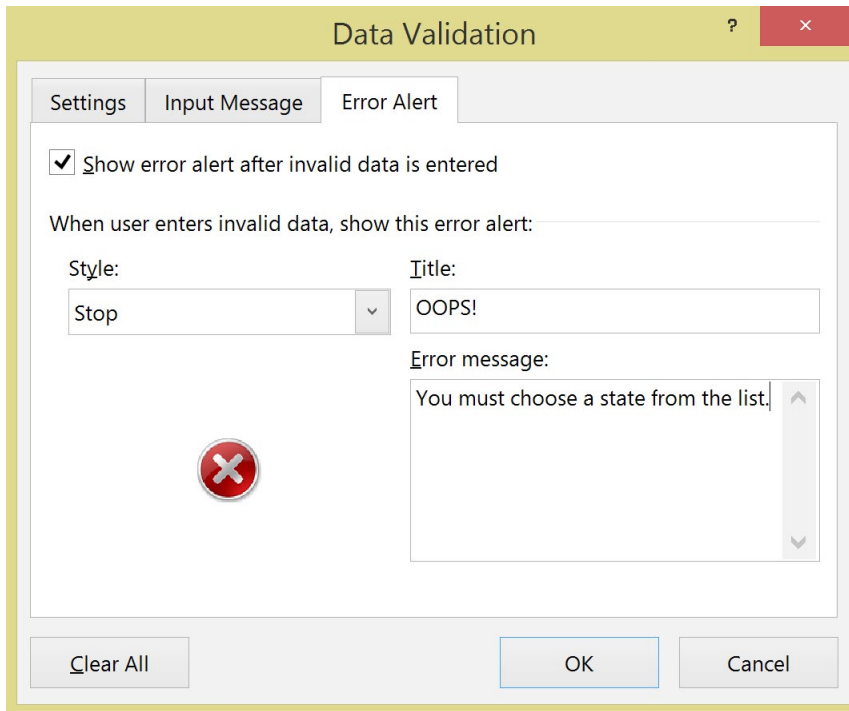 Data Validation
?
Settings
Input Message
Error Alert
Show error alert after invalid data is entered
When user enters invalid data, show this error alert:
Style:
Title:
Stop
OOPS!
Error message:
You must choose a state from the list.
Clear All
OK
Cancel